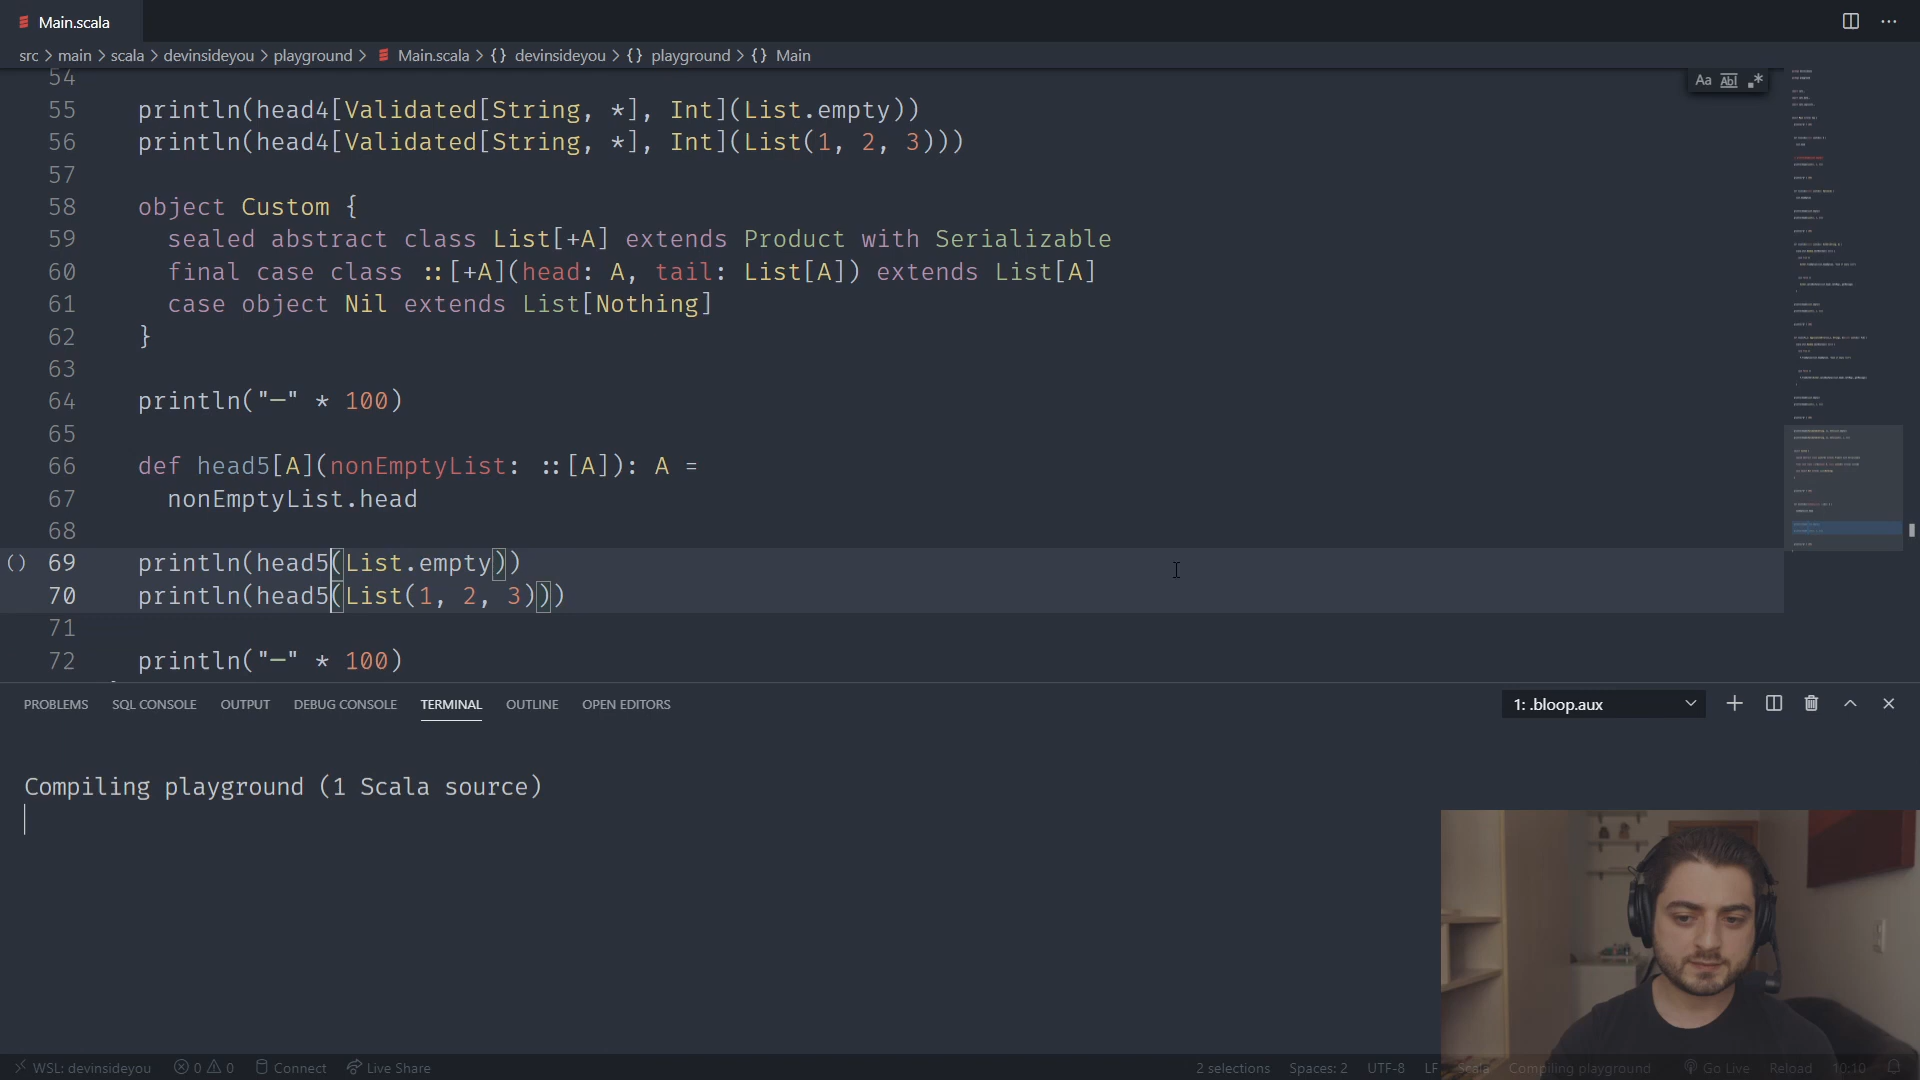 Main.scala
src > main > scala > devinsideyou > playground > Main.scala > {} devinsideyou > {} playground > {} Main
Aa Abl .*
54
55 println(head4[Validated[String, *], Int](List.empty))
56 println(head4[Validated[String, *], Int](List(1, 2, 3)))
57
58 object Custom {
59 sealed abstract class List[+A] extends Product with Serializable
60 final case class ::[+A](head: A, tail: List[A]) extends List[A]
61 case object Nil extends List[Nothing]
62 }
63
64 println("─" * 100)
65
66 def head5[A](nonEmptyList: ::[A]): A =
67 nonEmptyList.head
68
69 println(head5(List.empty))
70 println(head5(List(1, 2, 3)))
71
72 println("─" * 100)
PROBLEMS SQL CONSOLE OUTPUT DEBUG CONSOLE TERMINAL OUTLINE OPEN EDITORS 1: .bloop.aux
Compiling playground (1 Scala source)
WSL: devinsideyou 0 0 Connect Live Share 2 selections Spaces: 2 UTF-8 LF Scala Compiling playground Go Live Reload 10:10